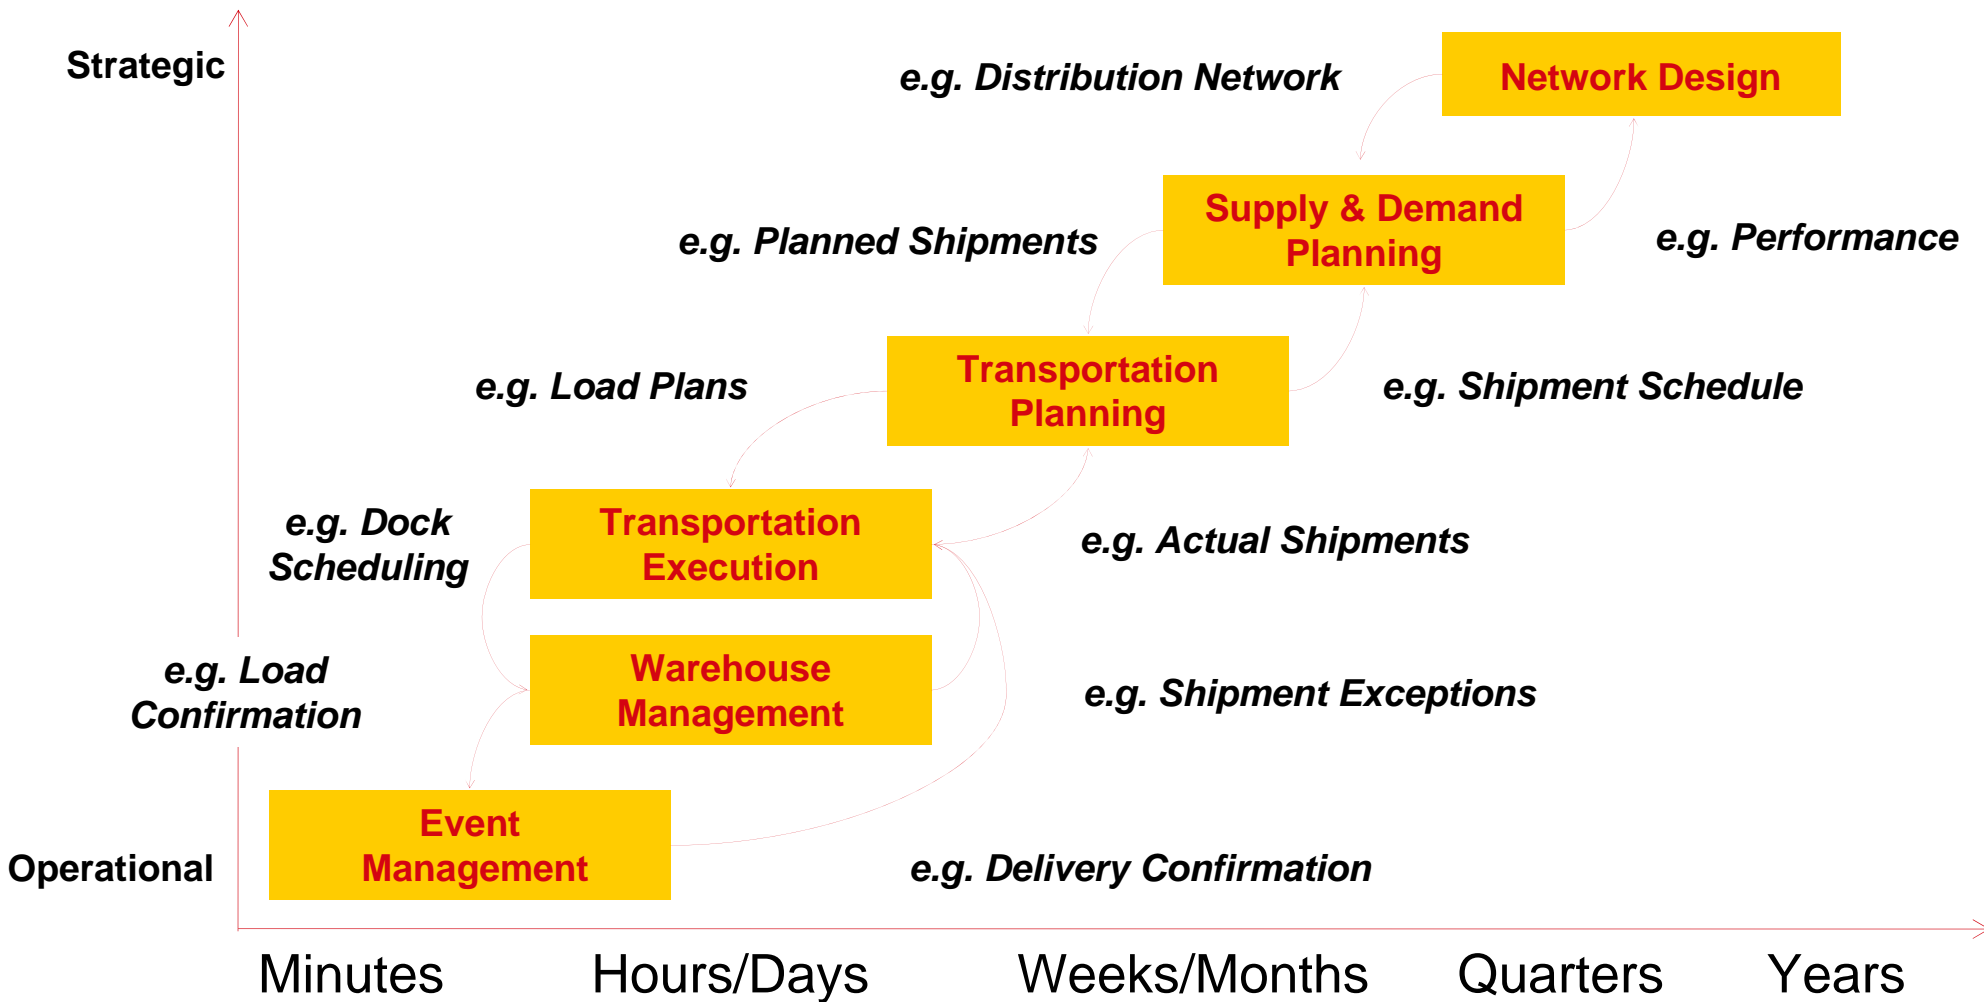 Strategic
e.g. Distribution Network
Network Design
Supply & Demand
Planning
e.g. Planned Shipments
e.g. Performance
Transportation
Planning
e.g. Load Plans
e.g. Shipment Schedule
e.g. Dock
Scheduling
Transportation
Execution
e.g. Actual Shipments
e.g. Load
Confirmation
Warehouse
Management
e.g. Shipment Exceptions
Event
Management
Operational
e.g. Delivery Confirmation
Minutes
Hours/Days
Weeks/Months
Quarters
Years